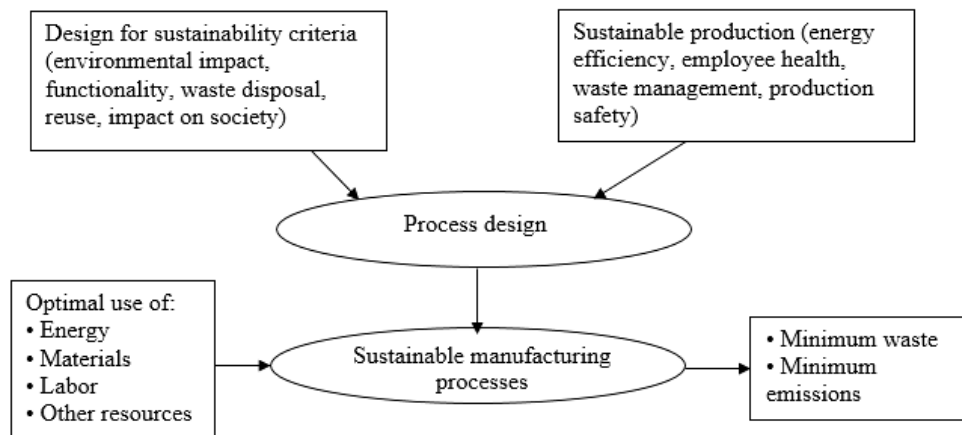 Design for sustainability criteria
(environmental impact,
functionality, waste disposal,
reuse, impact on society)
Sustainable production (energy
efficiency, employee health,
waste management, production
safety)
Process design
Optimal use of:
• Energy
• Materials
• Labor
• Other resources
Sustainable manufacturing
processes
• Minimum waste
• Minimum
emissions